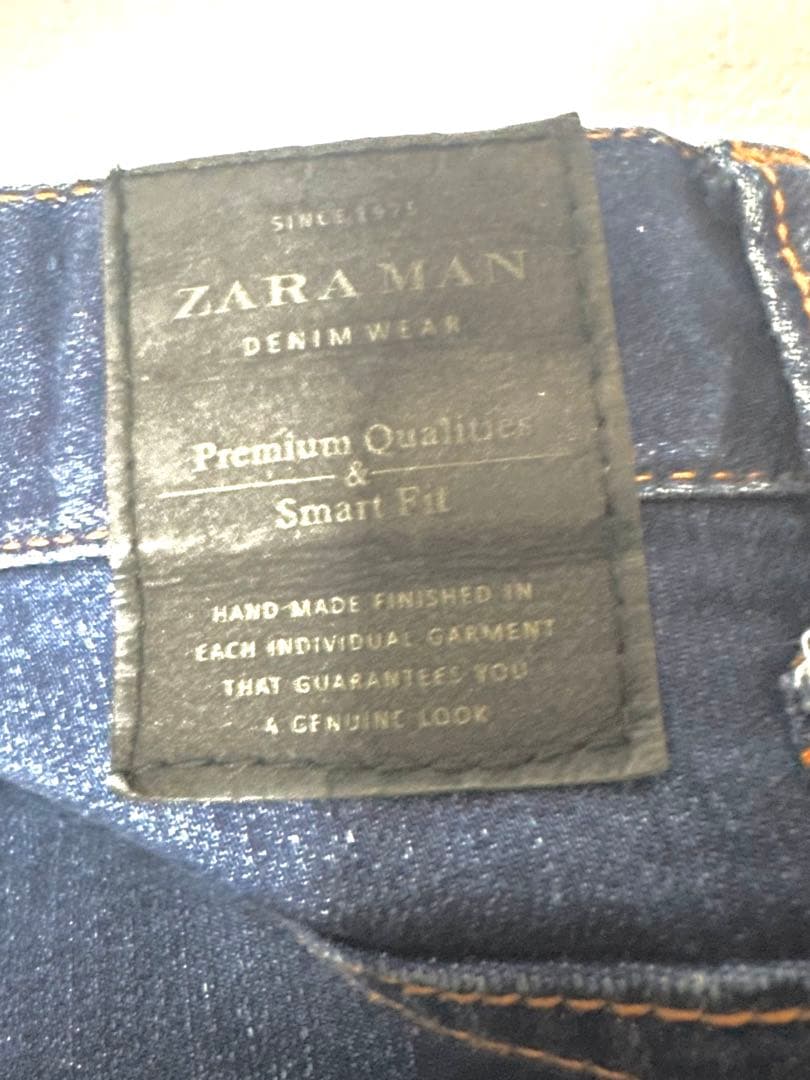 SINCE 1975
ZARA MAN
DENIM WEAR
Premium Qualities
&
Smart Fit
HAND MADE FINISHED IN
EACH INDIVIDUAL GARMENT
THAT GUARANTEES YOU
A GENUINE LOOK